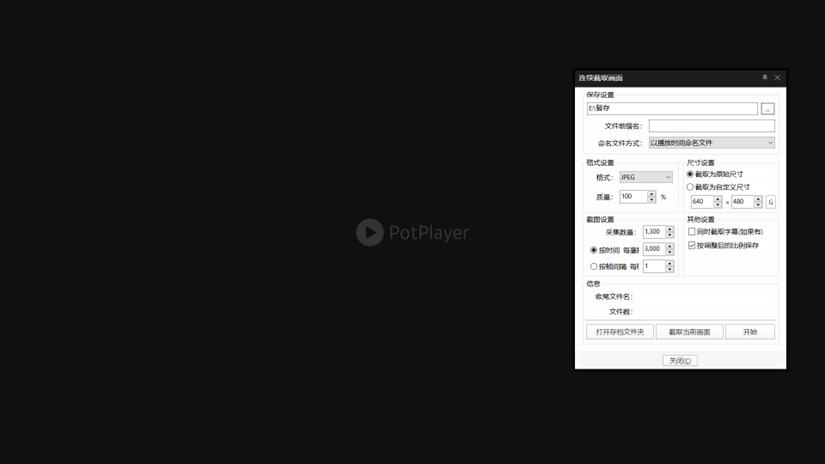 连续截取画面
保存设置
E:\暂存
...
文件前缀名:
命名文件方式: 以播放时间命名文件
格式设置
格式: JPEG
质量: 100 %
尺寸设置
截取为原始尺寸
截取为自定义尺寸
640 × 480 G
截图设置
采集数量: 1,300
按时间 每毫秒 3,000
按帧间隔 每 1
其他设置
同时截取字幕(如果有)
按调整后的比例保存
PotPlayer
信息
收尾文件名:
文件数:
打开存档文件夹 截取当前画面 开始
关闭(C)